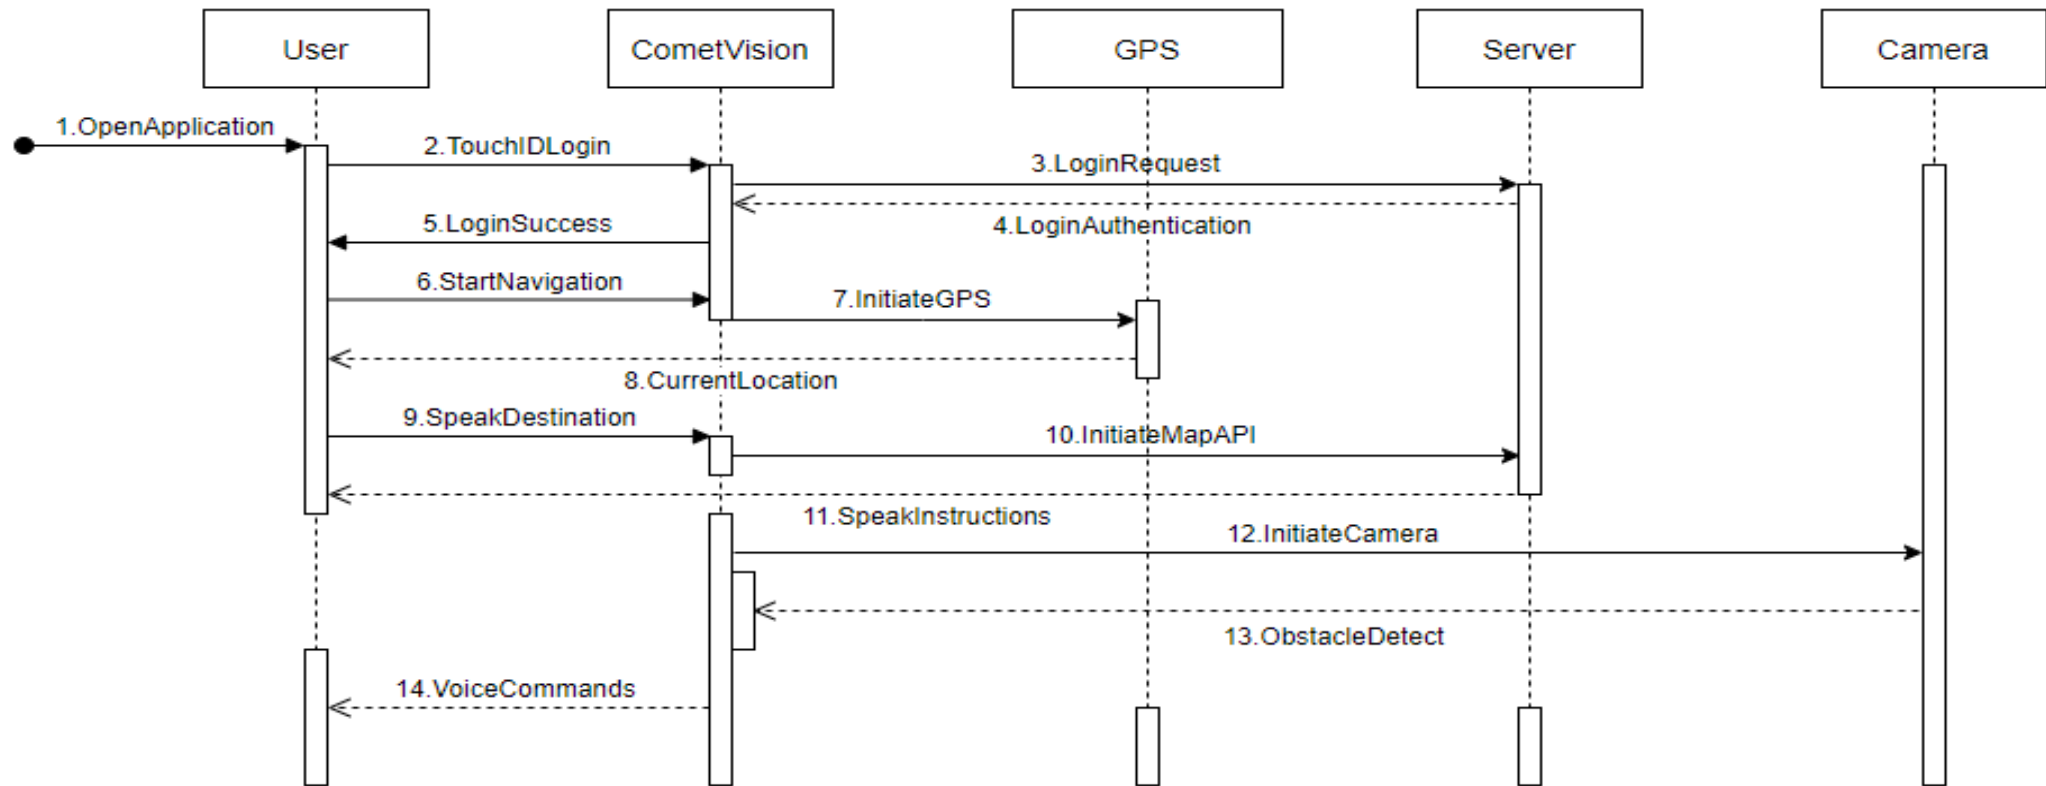 User
CometVision
GPS
Server
Camera
1.OpenApplication
2.TouchIDLogin
3.LoginRequest
4.LoginAuthentication
5.LoginSuccess
6.StartNavigation
7.InitiateGPS
8.CurrentLocation
9.SpeakDestination
10.InitiateMapAPI
11.SpeakInstructions
12.InitiateCamera
13.ObstacleDetect
14.VoiceCommands